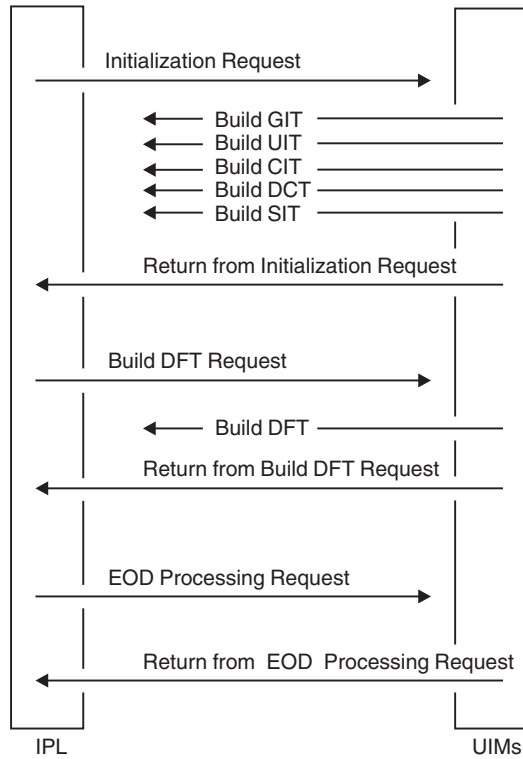 Initialization Request
Build GIT
Build UIT
Build CIT
Build DCT
Build SIT
Return from Initialization Request
Build DFT Request
Build DFT
Return from Build DFT Request
EOD Processing Request
Return from EOD Processing Request
IPL
UIMs